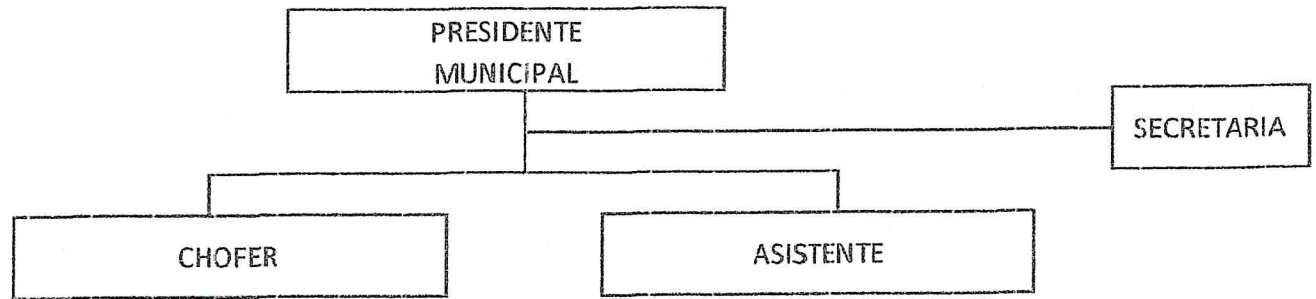 PRESIDENTE
MUNICIPAL
SECRETARIA
CHOFER
ASISTENTE